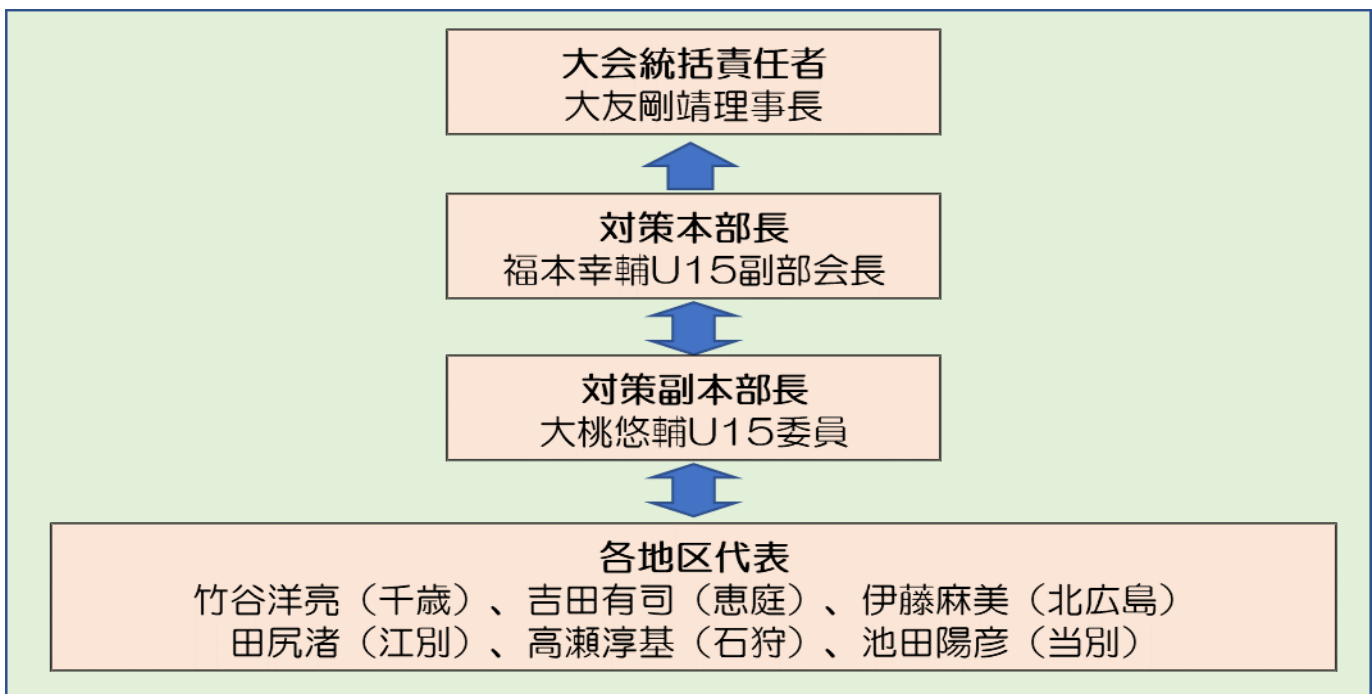 大会統括責任者
大友剛靖理事長
対策本部長
福本幸輔U15副部会長
対策副本部長
大桃悠輔U15委員
各地区代表
竹谷洋亮（千歳）、吉田有司（恵庭）、伊藤麻美（北広島）
田尻渚（江別）、高瀬淳基（石狩）、池田陽彦（当別）